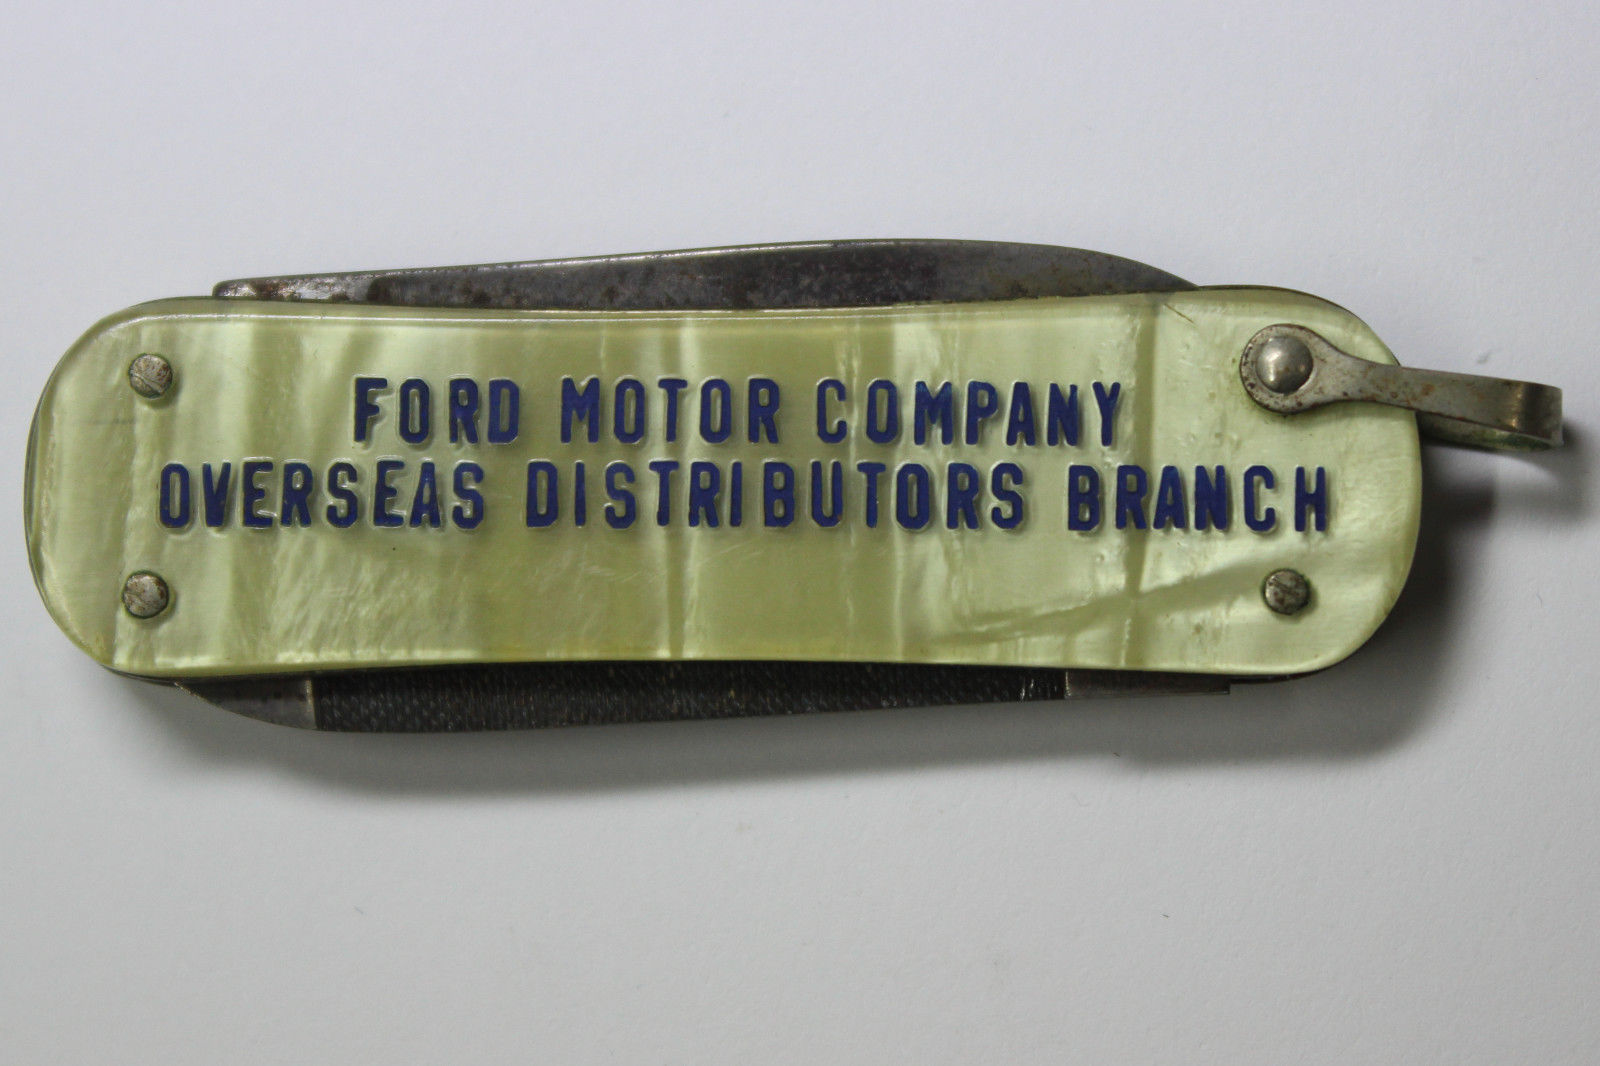 FORD MOTOR COMPANY
OVERSEAS DISTRIBUTORS BRANCH